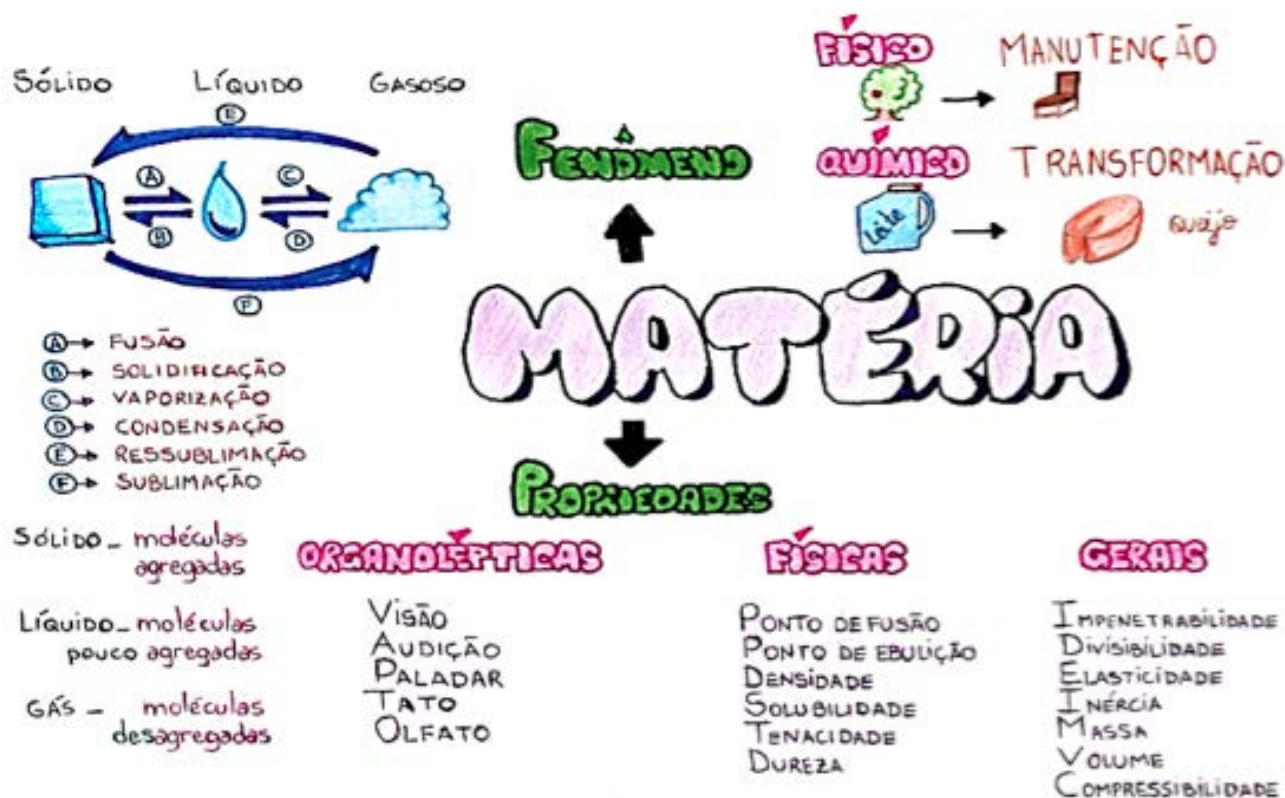 SÓLIDO LÍQUIDO GASOSO
E
A C
B D
F
A → FUSÃO
B → SOLIDIFICAÇÃO
C → VAPORIZAÇÃO
D → CONDENSAÇÃO
E → RESSUBLIMAÇÃO
F → SUBLIMAÇÃO
FENÔMENO
FÍSICO → MANUTENÇÃO
QUÍMICO TRANSFORMAÇÃO
Leite → queijo
MATÉRIA
PROPRIEDADES
Sólido - moléculas
agregadas
Líquido - moléculas
pouco agregadas
GÁS - moléculas
desagregadas
ORGANOLÉPTICAS
VISÃO
AUDIÇÃO
PALADAR
TATO
OLFATO
FÍSICAS
PONTO DE FUSÃO
PONTO DE EBULIÇÃO
DENSIDADE
SOLUBILIDADE
TENACIDADE
DUREZA
GERAIS
IMPENETRABILIDADE
DIVISIBILIDADE
ELASTICIDADE
INÉRCIA
MASSA
VOLUME
COMPRESSIBILIDADE